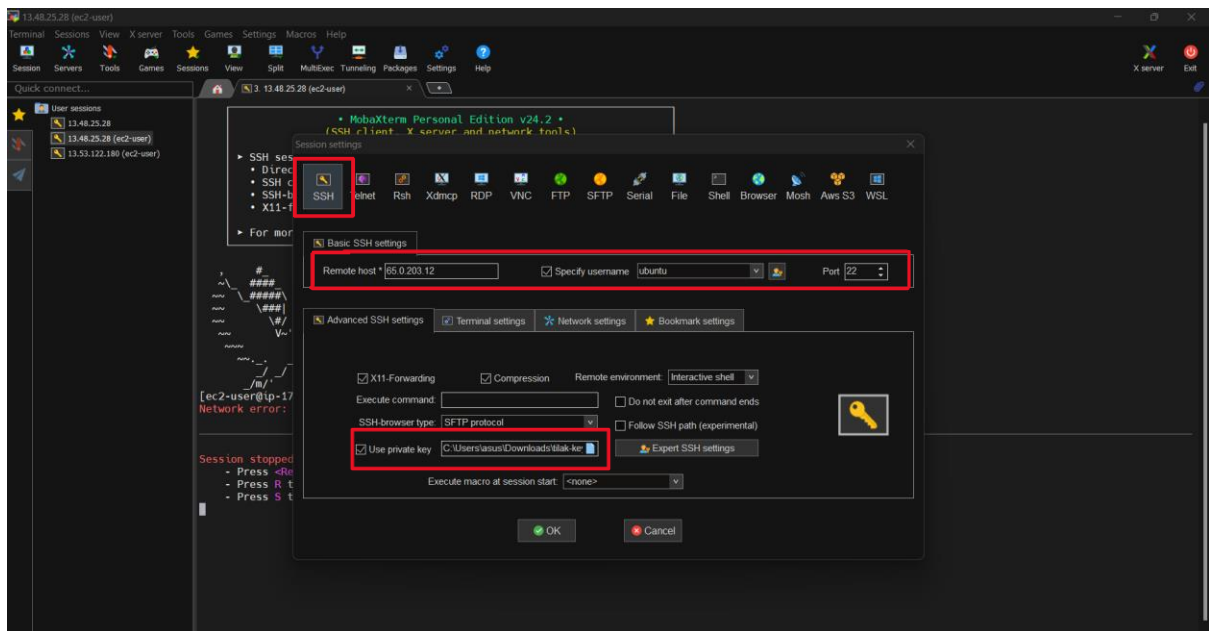 13.48.25.28 (ec2-user)
Terminal Sessions View X server Tools Games Settings Macros Help
Session Servers Tools Games Sessions View Split MultiExec Tunneling Packages Settings Help X server Exit
Quick connect...
3. 13.48.25.28 (ec2-user)
User sessions
13.48.25.28
13.48.25.28 (ec2-user)
13.53.122.180 (ec2-user)
• MobaXterm Personal Edition v24.2 •
(SSH client, X server and network tools)
► SSH ses
• Direc
• SSH c
• SSH-b
• X11-f
► For mor
, #_
~\_ ####_
~~ \_#####\
~~ \###|
~~ \#/
~~ V~'
~~~
~~._.
_/ _/
_/m/'
[ec2-user@ip-17
Network error:
Session stopped
- Press <Re
- Press R t
- Press S t
Session settings
SSH Telnet Rsh Xdmcp RDP VNC FTP SFTP Serial File Shell Browser Mosh Aws S3 WSL
Basic SSH settings
Remote host * 65.0.203.12 Specify username ubuntu Port 22
Advanced SSH settings Terminal settings Network settings Bookmark settings
X11-Forwarding Compression Remote environment: Interactive shell
Execute command: Do not exit after command ends
SSH-browser type: SFTP protocol Follow SSH path (experimental)
Use private key C:\Users\asus\Downloads\tilak-ke Expert SSH settings
Execute macro at session start: <none>
OK Cancel